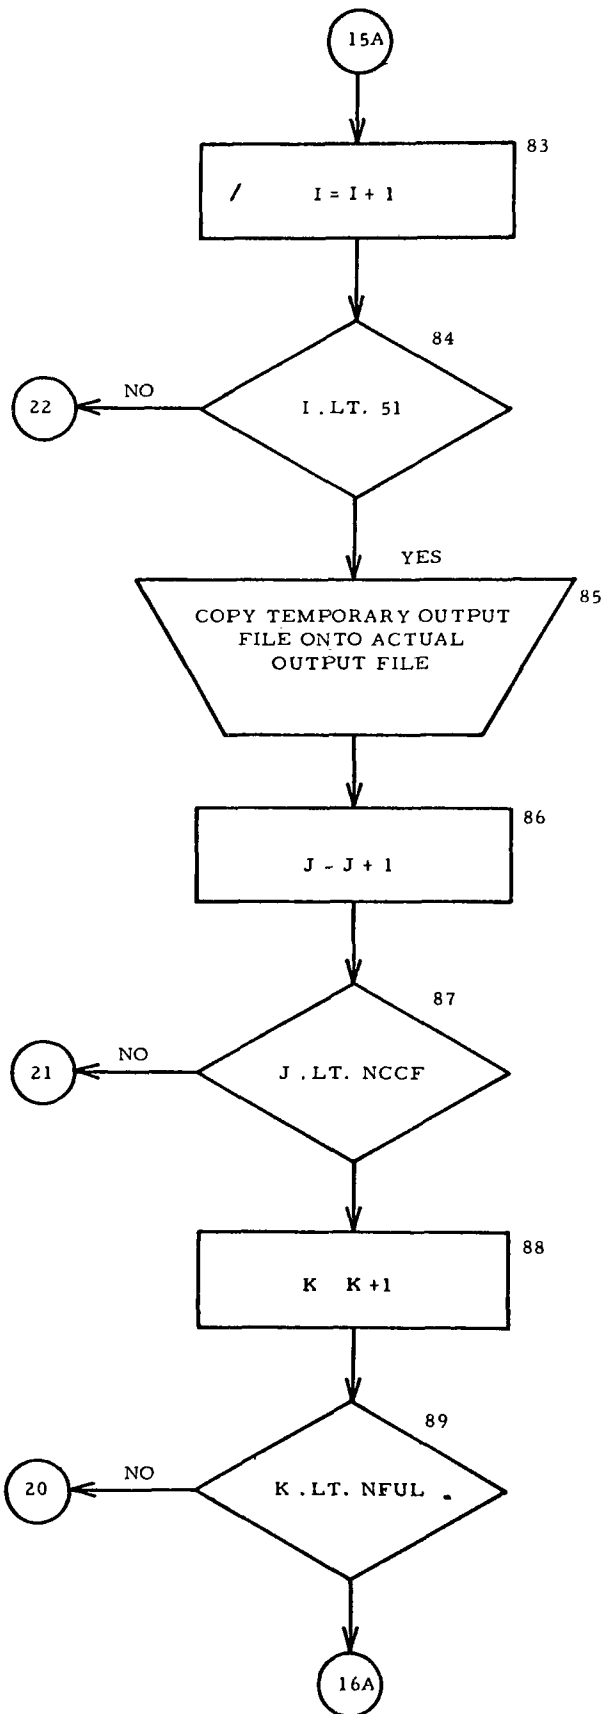 15A
83
I = I + 1
84
NO
22
I . LT. 51
YES
85
COPY TEMPORARY OUTPUT
FILE ONTO ACTUAL
OUTPUT FILE
86
J - J + 1
87
NO
21
J . LT. NCCF
88
K K +1
89
NO
20
K . LT. NFUL
16A